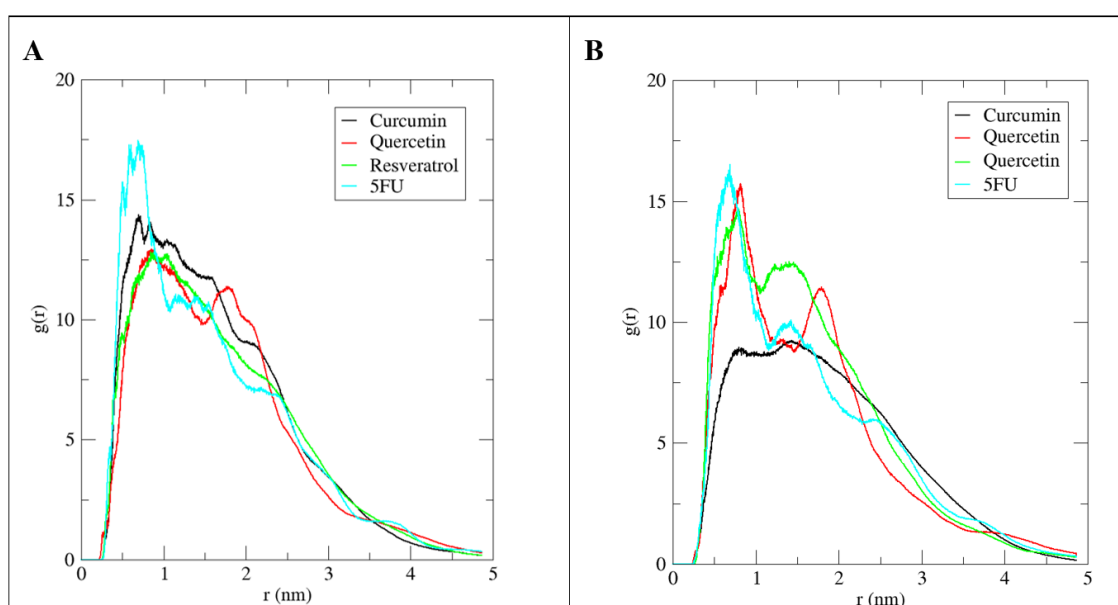 A
20
15
10
5
0
g(r)
Curcumin
Quercetin
Resveratrol
5FU
0 1 2 3 4 5
r (nm)
B
20
15
10
5
0
g(r)
Curcumin
Quercetin
Quercetin
5FU
0 1 2 3 4 5
r (nm)